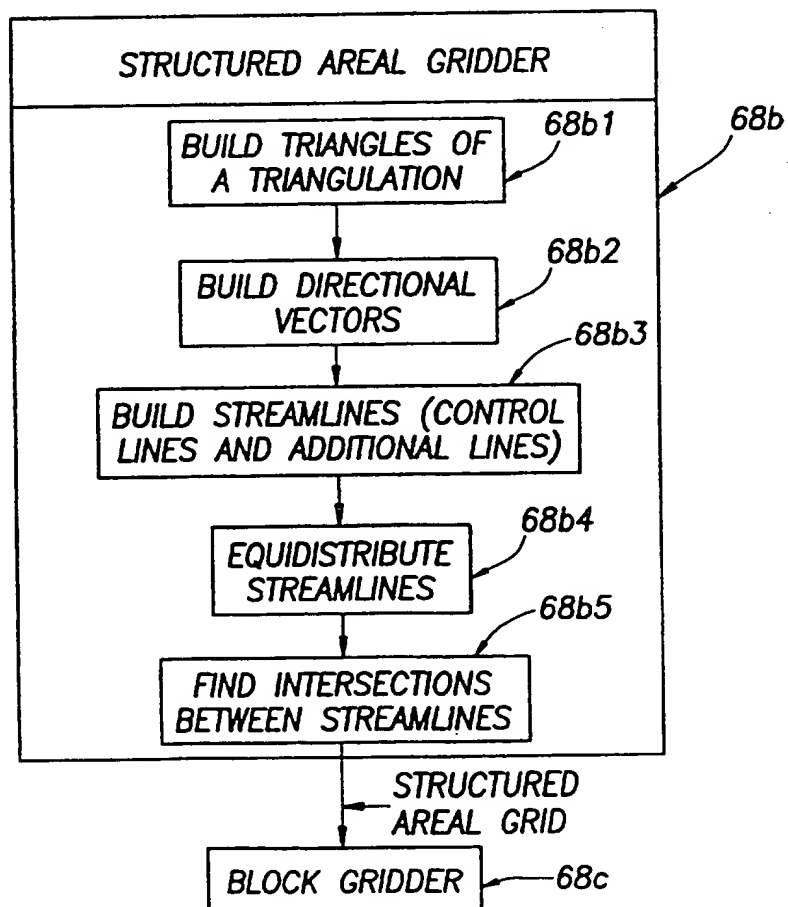 STRUCTURED AREAL GRIDDER
68b
68b1
BUILD TRIANGLES OF
A TRIANGULATION
68b2
BUILD DIRECTIONAL
VECTORS
68b3
BUILD STREAMLINES (CONTROL
LINES AND ADDITIONAL LINES)
68b4
EQUIDISTRIBUTE
STREAMLINES
68b5
FIND INTERSECTIONS
BETWEEN STREAMLINES
STRUCTURED
AREAL GRID
BLOCK GRIDDER
68c